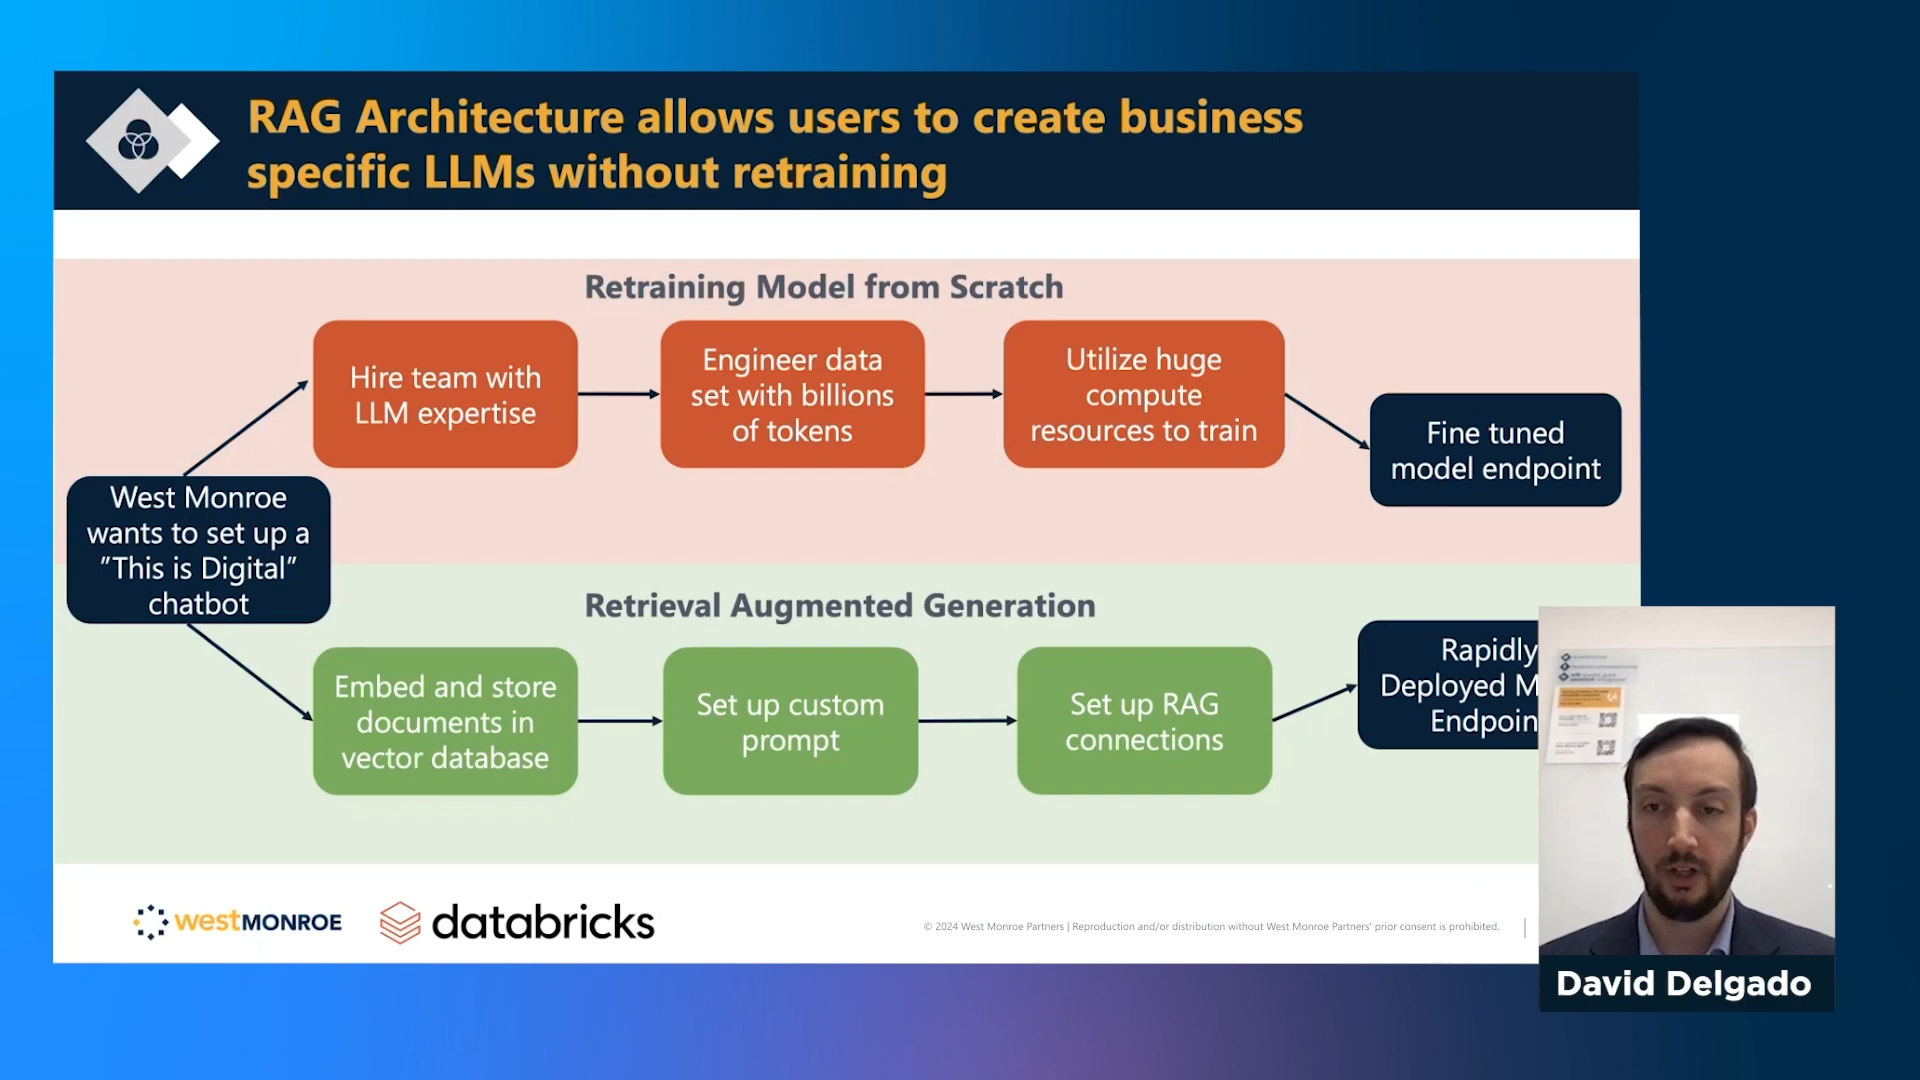 RAG Architecture allows users to create business
specific LLMs without retraining
Retraining Model from Scratch
Hire team with
LLM expertise
Engineer data
set with billions
of tokens
Utilize huge
compute
resources to train
Fine tuned
model endpoint
West Monroe
wants to set up a
"This is Digital"
chatbot
Retrieval Augmented Generation
Embed and store
documents in
vector database
Set up custom
prompt
Set up RAG
connections
Rapidly
Deployed M
Endpoin
westMONROE
databricks
© 2024 West Monroe Partners | Reproduction and/or distribution without West Monroe Partners' prior consent is prohibited.
David Delgado